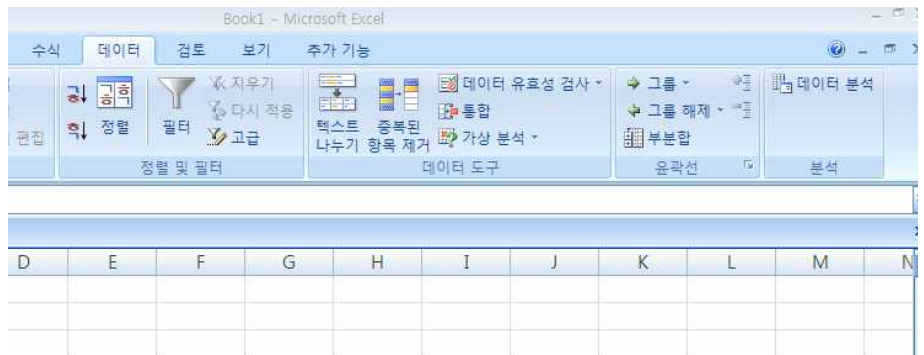 Book1 - Microsoft Excel
수식 데이터 검토 보기 추가 기능
공 힉 공흐 정렬 필터 지우기 다시 적용 고급
편집
텍스트 나누기 중복된 항목 제거 데이터 유효성 검사 통합 가상 분석
그룹 그룹 해제 부분합
데이터 분석
정렬 및 필터 데이터 도구 윤곽선 분석
D E F G H I J K L M N